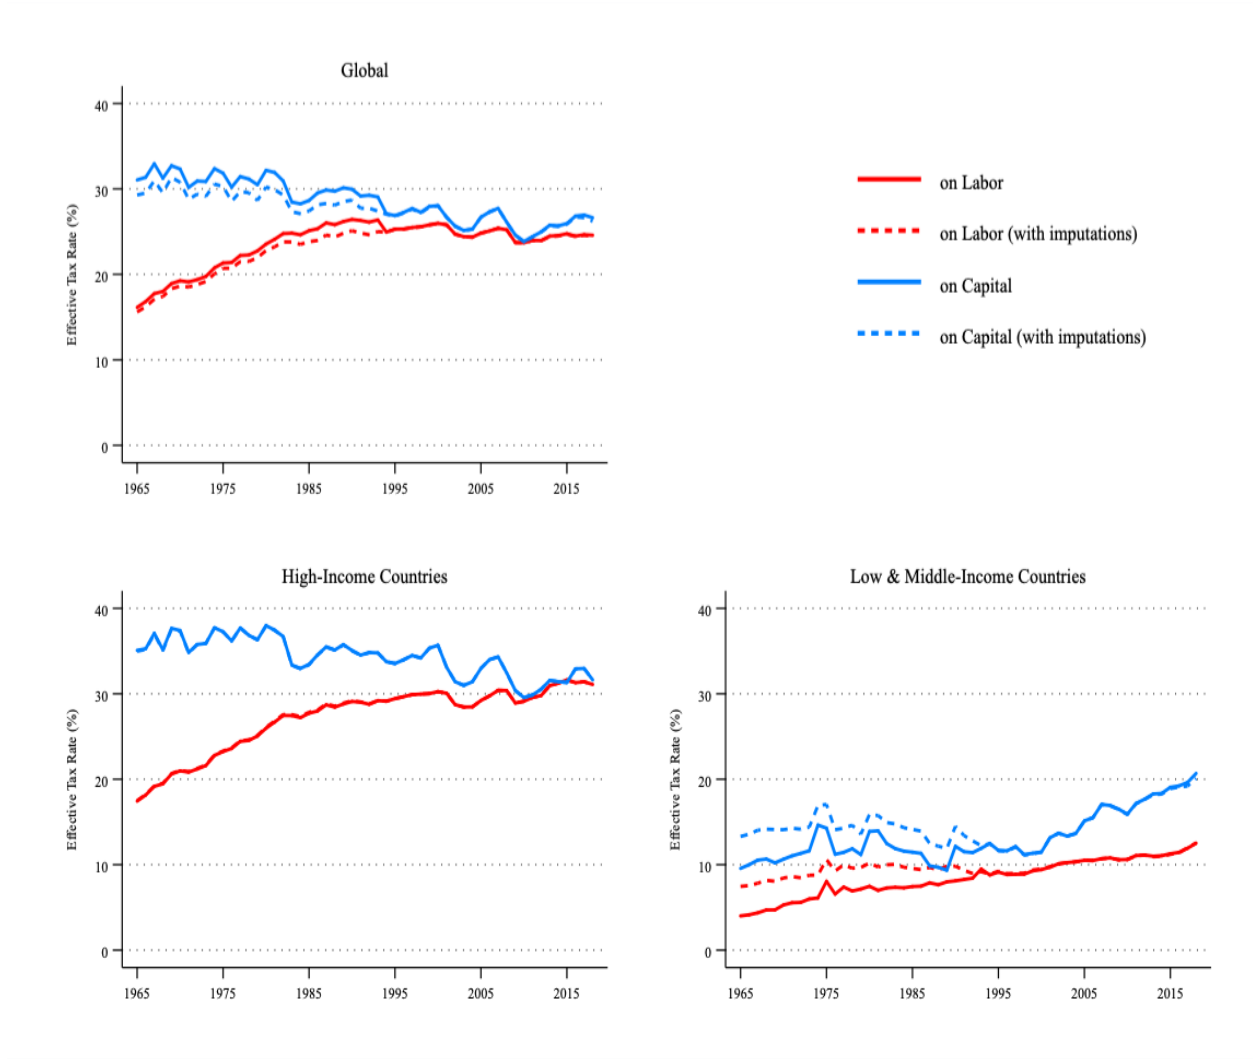 Global
40
30
20
10
0
Effective Tax Rate (%)
1965 1975 1985 1995 2005 2015
on Labor
on Labor (with imputations)
on Capital
on Capital (with imputations)
High-Income Countries
40
30
20
10
0
Effective Tax Rate (%)
1965 1975 1985 1995 2005 2015
Low & Middle-Income Countries
40
30
20
10
0
Effective Tax Rate (%)
1965 1975 1985 1995 2005 2015